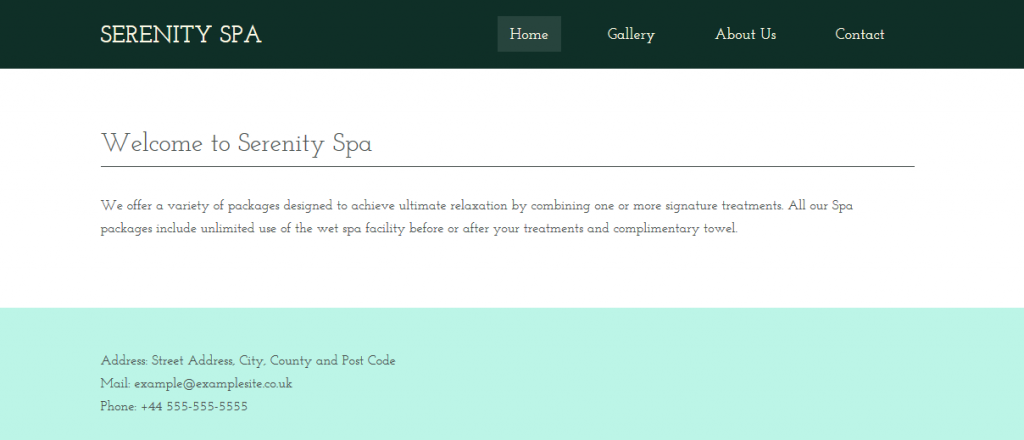 SERENITY SPA
Home Gallery About Us Contact
Welcome to Serenity Spa
We offer a variety of packages designed to achieve ultimate relaxation by combining one or more signature treatments. All our Spa
packages include unlimited use of the wet spa facility before or after your treatments and complimentary towel.
Address: Street Address, City, County and Post Code
Mail: example@examplesite.co.uk
Phone: +44 555-555-5555